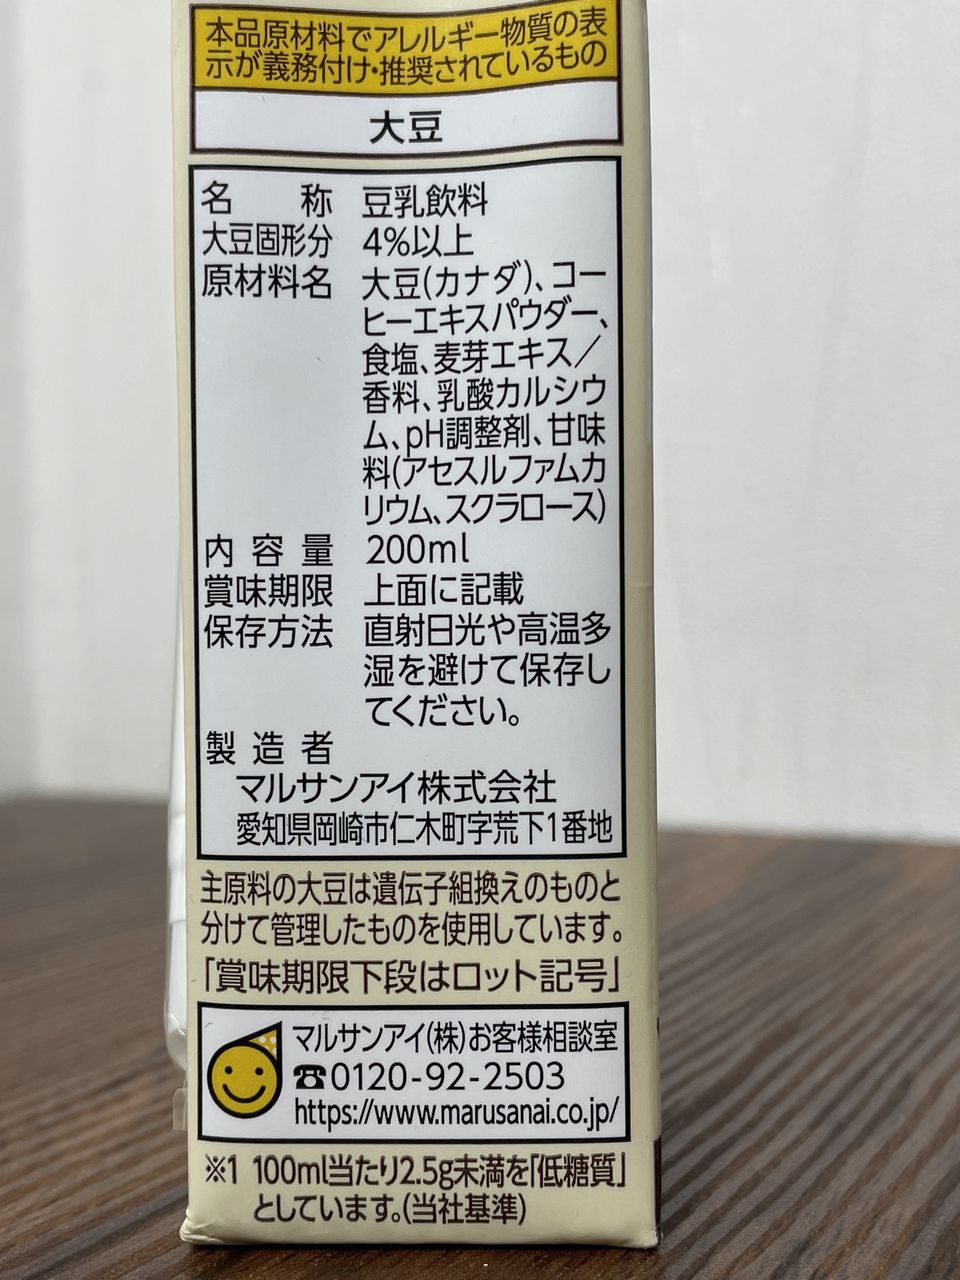 本品原材料でアレルギー物質の表
示が義務付け・推奨されているもの
大豆
名称 豆乳飲料
大豆固形分 4%以上
原材料名 大豆(カナダ)、コー
ヒーエキスパウダー、
食塩、麦芽エキス／
香料、乳酸カルシウ
ム、pH調整剤、甘味
料(アセスルファムカ
リウム、スクラロース)
内容量 200ml
賞味期限 上面に記載
保存方法 直射日光や高温多
湿を避けて保存し
てください。
製造者
マルサンアイ株式会社
愛知県岡崎市仁木町字荒下1番地
主原料の大豆は遺伝子組換えのものと
分けて管理したものを使用しています。
「賞味期限下段はロット記号」
マルサンアイ(株)お客様相談室
☎0120-92-2503
https://www.marusanai.co.jp/
※1 100ml当たり2.5g未満を「低糖質」
としています。(当社基準)